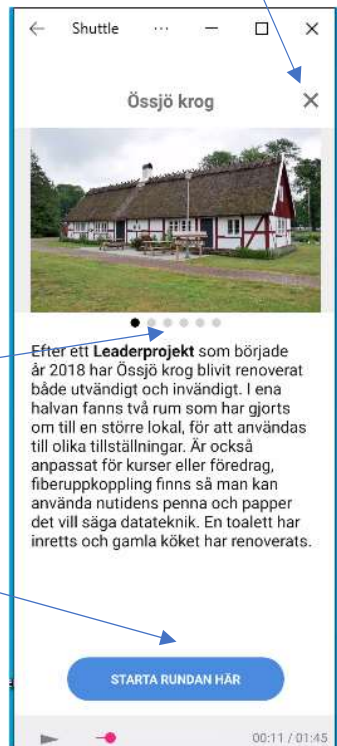 Shuttle
Össjö krog
Efter ett Leaderprojekt som började
år 2018 har Össjö krog blivit renoverat
både utvändigt och invändigt. I ena
halvan fanns två rum som har gjorts
om till en större lokal, för att användas
till olika tillställningar. Är också
anpassat för kurser eller föredrag,
fiberuppkoppling finns så man kan
använda nutidens penna och papper
det vill säga datateknik. En toalett har
inretts och gamla köket har renoverats.
STARTA RUNDAN HÄR
00:11 / 01:45